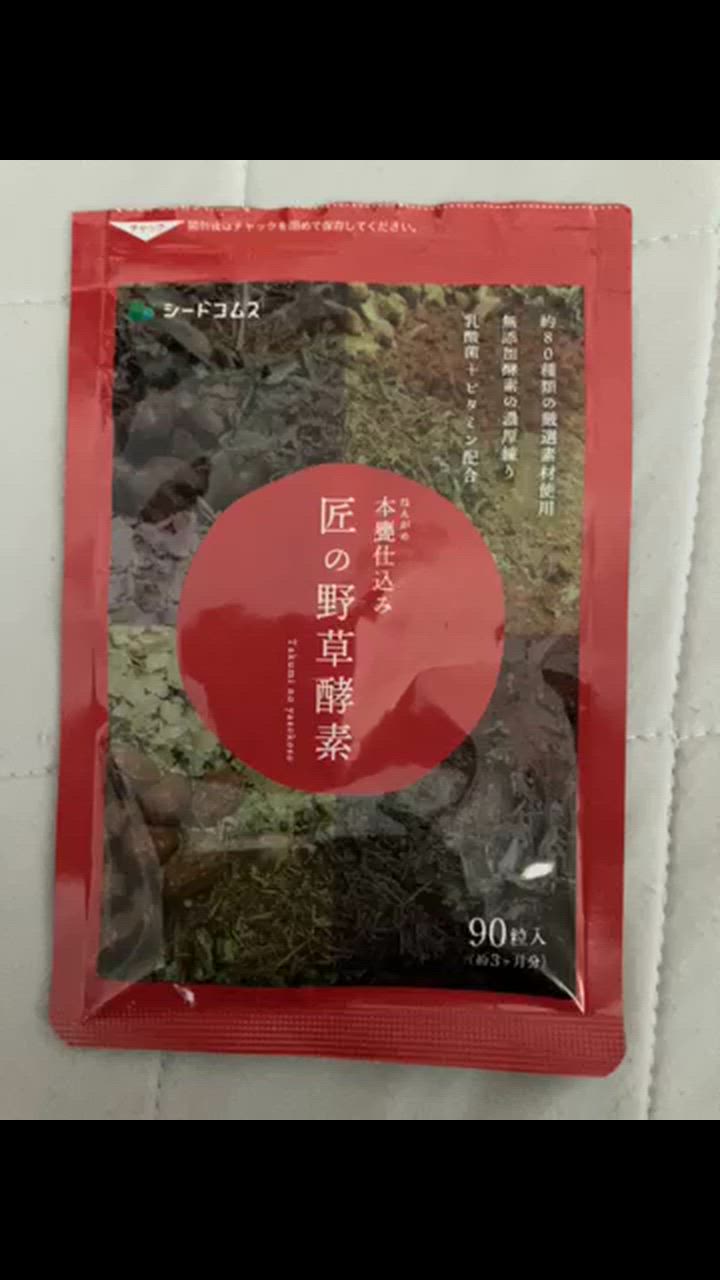 チャック
開封後はチャックを閉めて保存してください。
シードコムス
約80種類の厳選素材使用
無添加酵素の濃厚練り
乳酸菌+ビタミン配合
ほんがめ
本甕仕込み
匠の野草酵素
Takumi no yasokoso
90粒入
(約3ヶ月分)